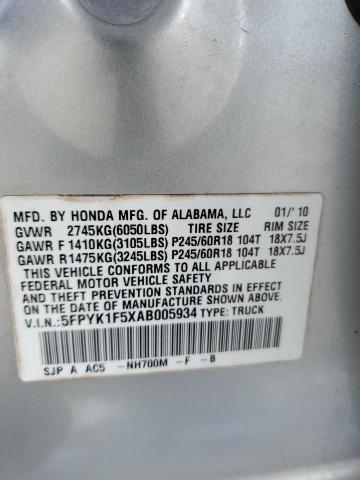 MFD. BY HONDA MFG. OF ALABAMA, LLC 01/'10
GVWR 2745KG(6050LBS) TIRE SIZE RIM SIZE
GAWR F 1410KG(3105LBS) P245/60R18 104T 18X7.5J
GAWR R1475KG(3245LBS) P245/60R18 104T 18X7.5J
THIS VEHICLE CONFORMS TO ALL APPLICABLE
FEDERAL MOTOR VEHICLE SAFETY AND
THEFT PREVENTION STANDARDS IN EFFECT
ON THE DATE OF MANUFACTURE SHOWN ABOVE.
V.I.N.:5FPYK1F5XAB005934 TYPE: TRUCK
SJP A AC5 -NH700M -F -B